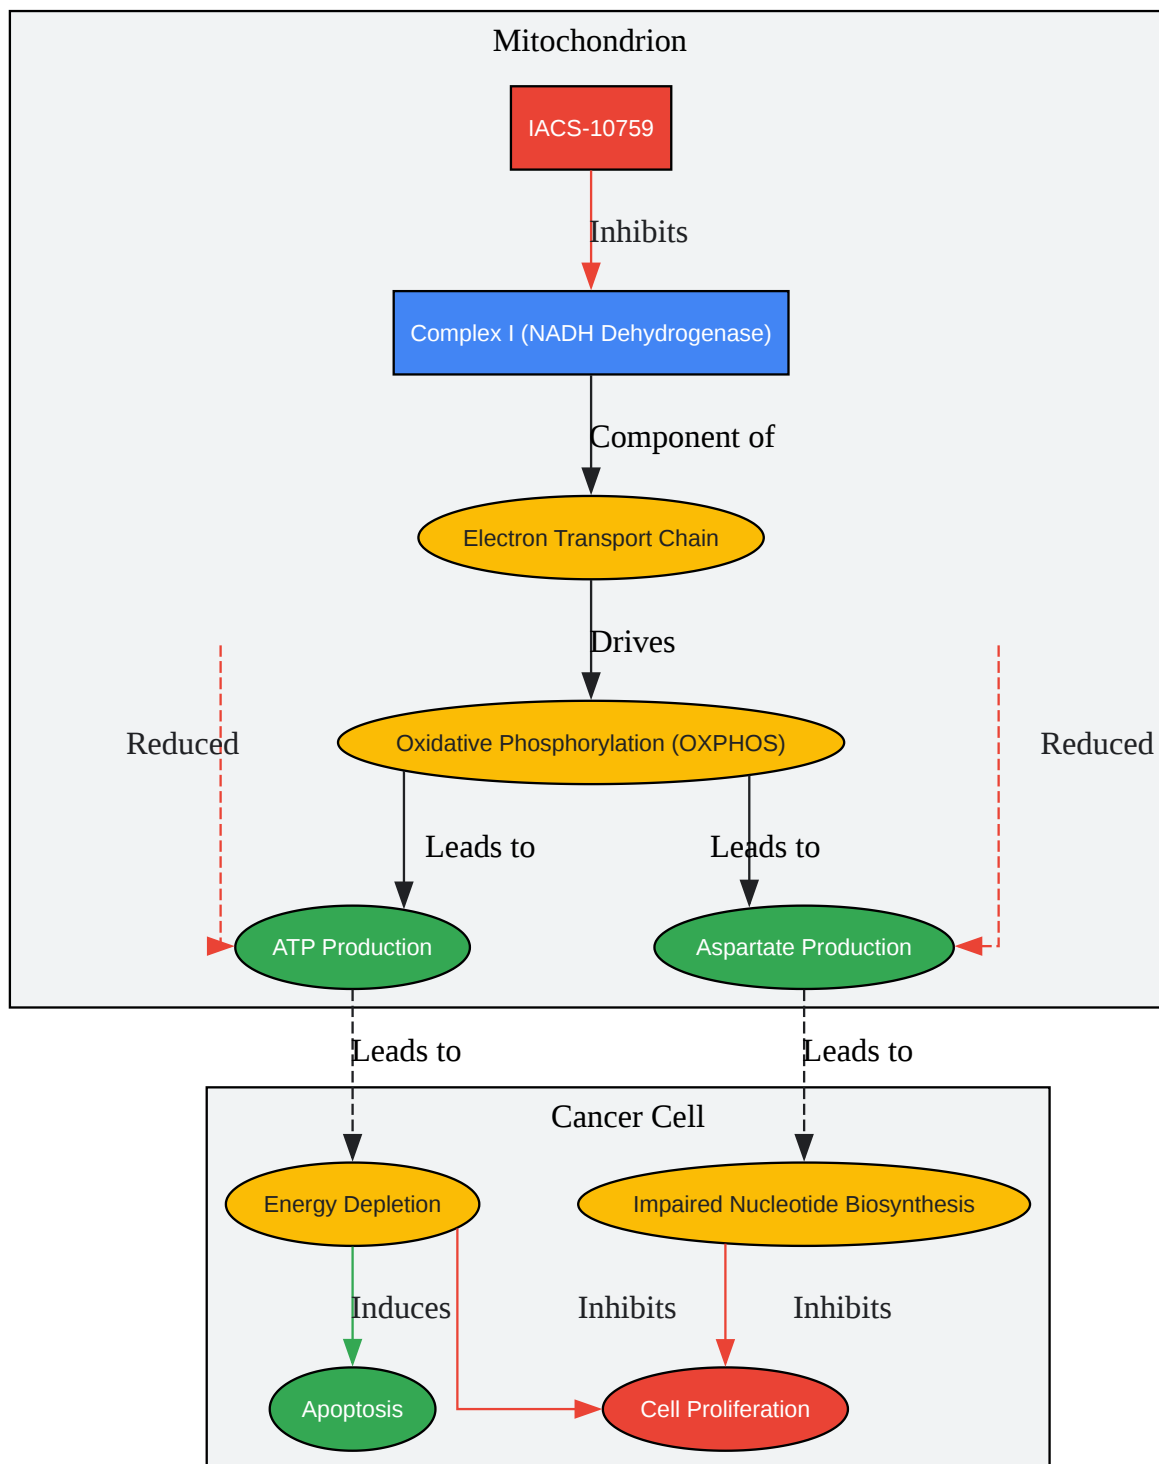 Mitochondrion
IACS-10759
Inhibits
Complex I (NADH Dehydrogenase)
Component of
Electron Transport Chain
Drives
Reduced
Oxidative Phosphorylation (OXPHOS)
Reduced
Leads to
Leads to
ATP Production
Aspartate Production
Leads to
Leads to
Cancer Cell
Energy Depletion
Impaired Nucleotide Biosynthesis
Induces
Inhibits
Inhibits
Apoptosis
Cell Proliferation